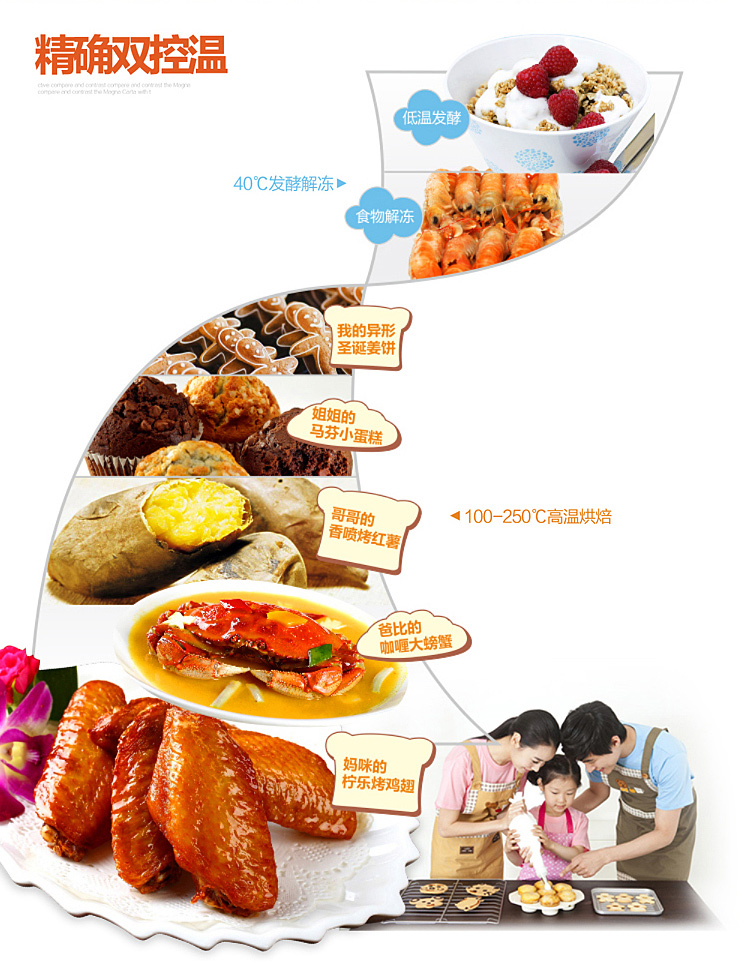 精确双控温
How compare and contrast compare and contrast the Magne
compare and contrast the Magna Carta with it
低温发酵
40℃发酵解冻
食物解冻
我的异形
圣诞姜饼
姐姐的
马芬小蛋糕
哥哥的
香喷烤红薯
100-250℃高温烘焙
爸比的
咖喱大螃蟹
妈咪的
柠乐烤鸡翅